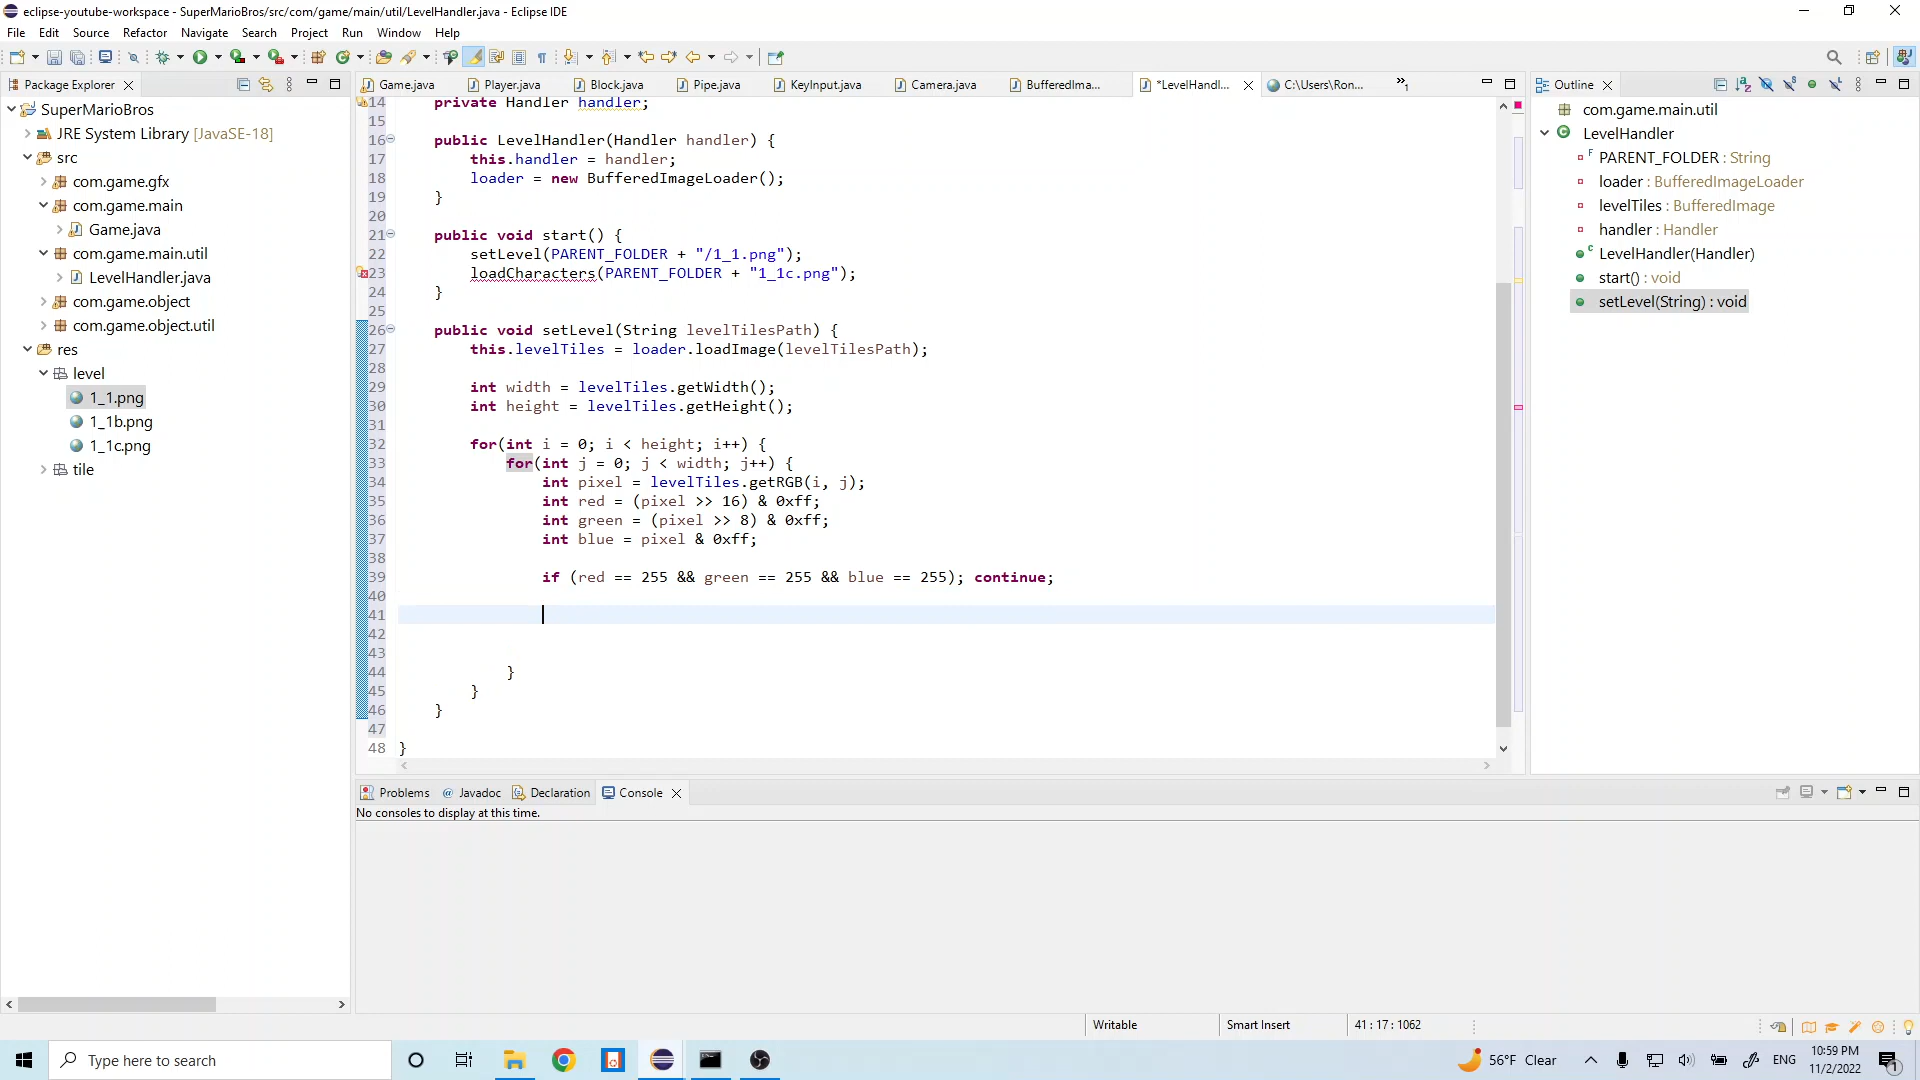 eclipse-youtube-workspace - SuperMarioBros/src/com/game/main/util/LevelHandler.java - Eclipse IDE
File Edit Source Refactor Navigate Search Project Run Window Help
Package Explorer
SuperMarioBros
JRE System Library [JavaSE-18]
src
com.game.gfx
com.game.main
Game.java
com.game.main.util
LevelHandler.java
com.game.object
com.game.object.util
res
level
1_1.png
1_1b.png
1_1c.png
tile
Game.java Player.java Block.java Pipe.java KeyInput.java Camera.java BufferedIma... *LevelHandl... C:\Users\Ron... »1
14 private Handler handler;
15
16 public LevelHandler(Handler handler) {
17 this.handler = handler;
18 loader = new BufferedImageLoader();
19 }
20
21 public void start() {
22 setLevel(PARENT_FOLDER + "/1_1.png");
23 loadCharacters(PARENT_FOLDER + "1_1c.png");
24 }
25
26 public void setLevel(String levelTilesPath) {
27 this.levelTiles = loader.loadImage(levelTilesPath);
28
29 int width = levelTiles.getWidth();
30 int height = levelTiles.getHeight();
31
32 for(int i = 0; i < height; i++) {
33 for(int j = 0; j < width; j++) {
34 int pixel = levelTiles.getRGB(i, j);
35 int red = (pixel >> 16) & 0xff;
36 int green = (pixel >> 8) & 0xff;
37 int blue = pixel & 0xff;
38
39 if (red == 255 && green == 255 && blue == 255); continue;
40
41
42
43
44 }
45 }
46 }
47
48 }
Outline
com.game.main.util
LevelHandler
PARENT_FOLDER : String
loader : BufferedImageLoader
levelTiles : BufferedImage
handler : Handler
LevelHandler(Handler)
start() : void
setLevel(String) : void
Problems @ Javadoc Declaration Console
No consoles to display at this time.
Writable Smart Insert 41 : 17 : 1062
Type here to search
56°F Clear
ENG
10:59 PM
11/2/2022
1